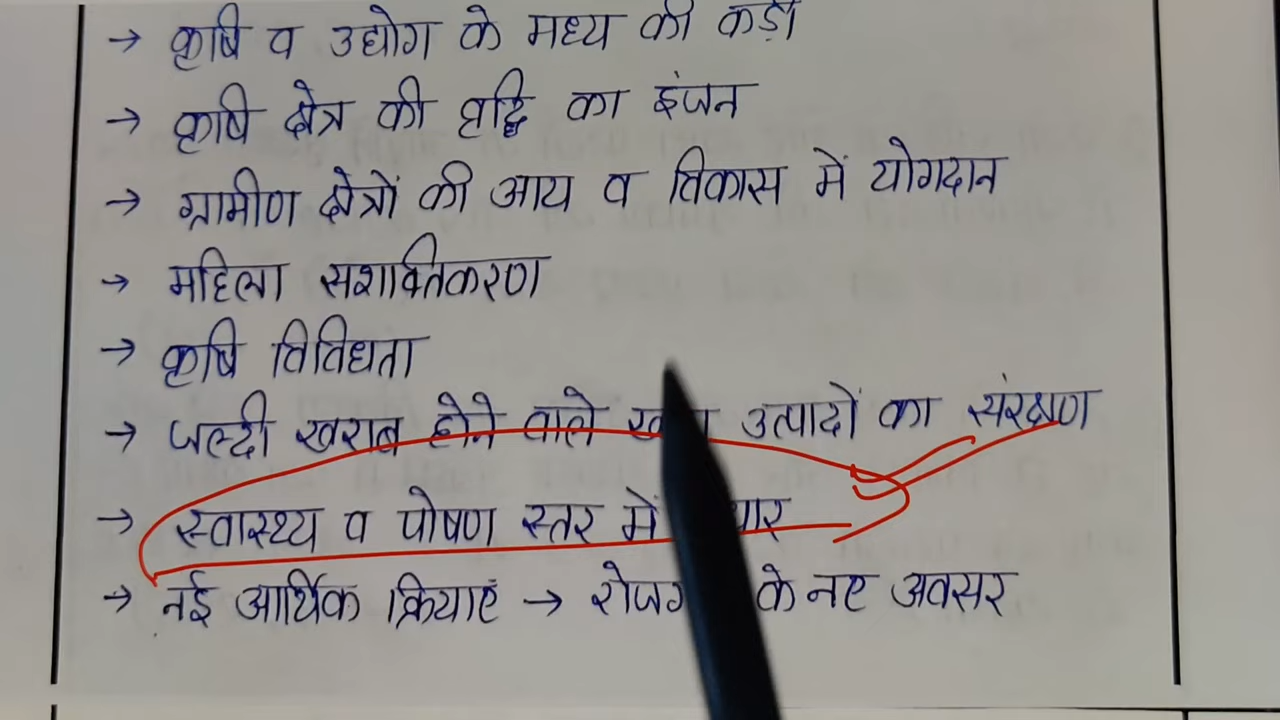 → कृषि व उद्योग के मध्य की कड़ी
→ कृषि क्षेत्र की वृद्धि का इंजन
→ ग्रामीण क्षेत्रों की आय व विकास में योगदान
→ महिला सशक्तिकरण
→ कृषि विविधता
→ जल्दी खराब होने वाले उत्पादों का संरक्षण
→ स्वास्थ्य व पोषण स्तर में
→ नई आर्थिक क्रियाएं → के नए अवसर